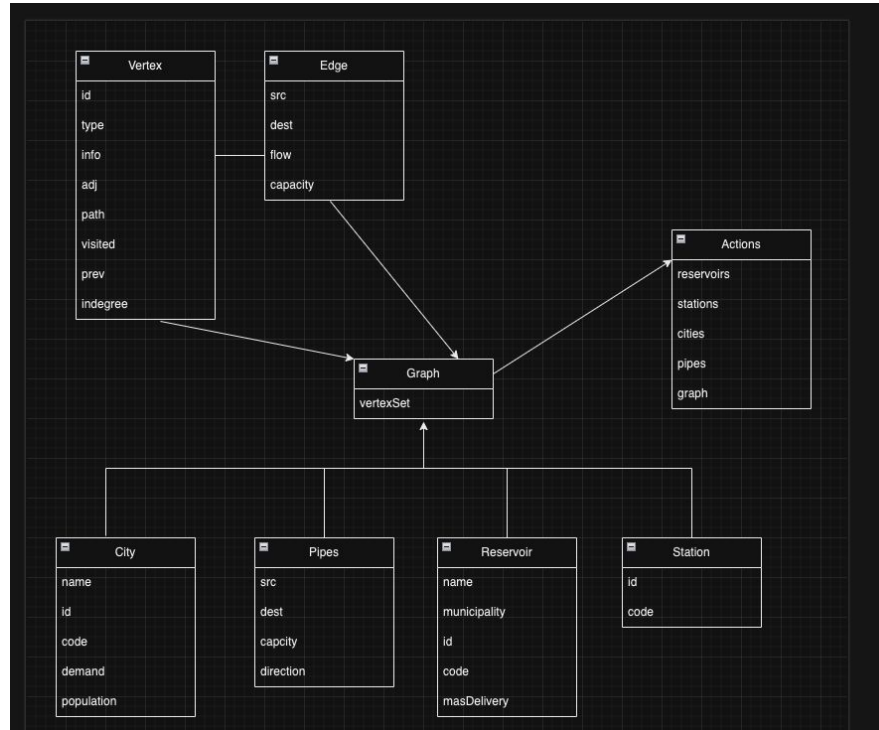 Vertex
id
type
info
adj
path
visited
prev
indegree
Edge
src
dest
flow
capacity
Actions
reservoirs
stations
cities
pipes
graph
Graph
vertexSet
City
name
id
code
demand
population
Pipes
src
dest
capcity
direction
Reservoir
name
municipality
id
code
masDelivery
Station
id
code